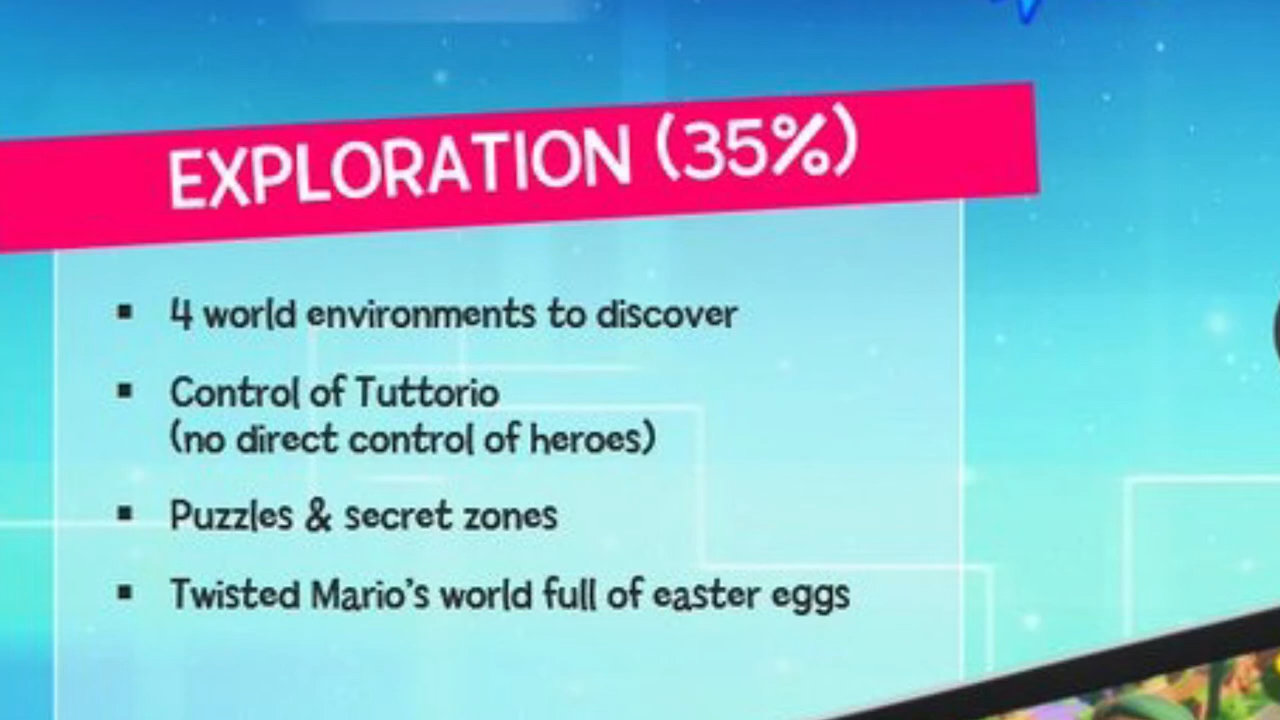 EXPLORATION (35%)
▪ 4 world environments to discover
▪ Control of Tuttorio
(no direct control of heroes)
▪ Puzzles & secret zones
▪ Twisted Mario's world full of easter eggs